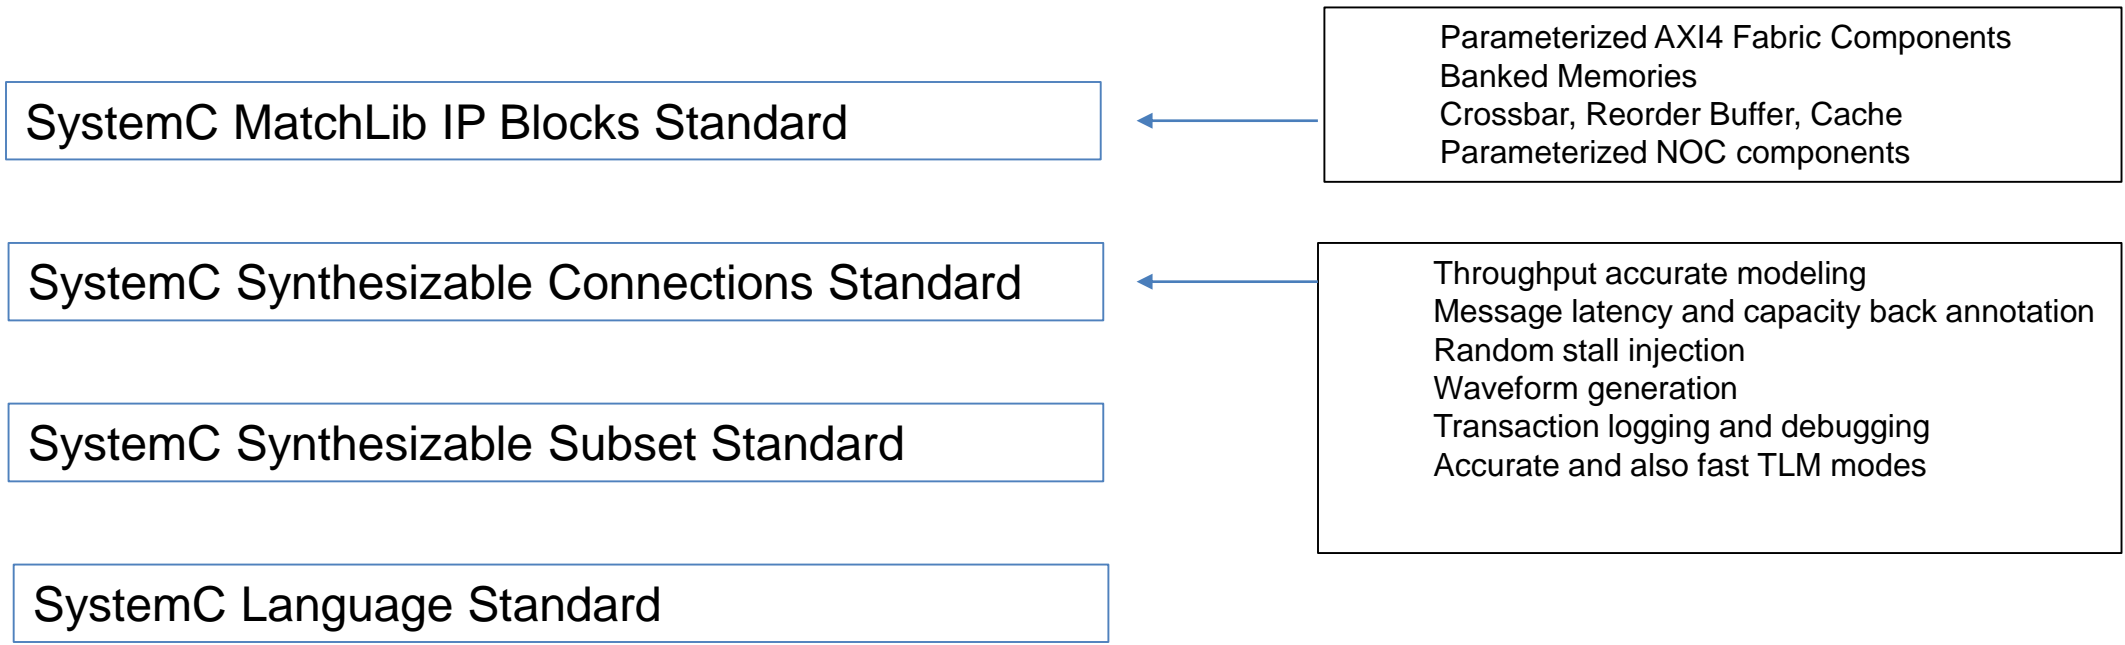 SystemC MatchLib IP Blocks Standard
Parameterized AXI4 Fabric Components
Banked Memories
Crossbar, Reorder Buffer, Cache
Parameterized NOC components
SystemC Synthesizable Connections Standard
Throughput accurate modeling
Message latency and capacity back annotation
Random stall injection
Waveform generation
Transaction logging and debugging
Accurate and also fast TLM modes
SystemC Synthesizable Subset Standard
SystemC Language Standard